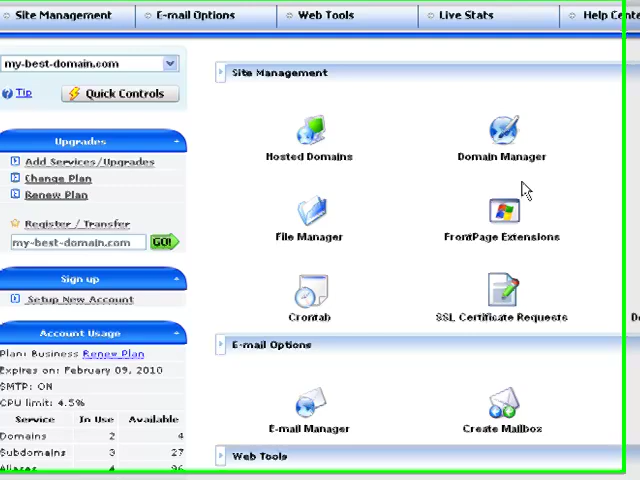 Site Management E-mail Options Web Tools Live Stats Help Cente
my-best-domain.com
Tip Quick Controls
Site Management
Hosted Domains Domain Manager
Upgrades
Add Services/Upgrades
Change Plan
Renew Plan
File Manager FrontPage Extensions
Register / Transfer
my-best-domain.com GO!
Sign up
Setup New Account
Crontab SSL Certificate Requests
Account Usage
E-mail Options
Plan: Business Renew Plan
Expires on: February 09, 2010
SMTP: ON
CPU limit: 4.5%
Service In Use Available
E-mail Manager Create Mailbox
Domains 2 4
Subdomains 3 27
Web Tools
Aliases 4 96